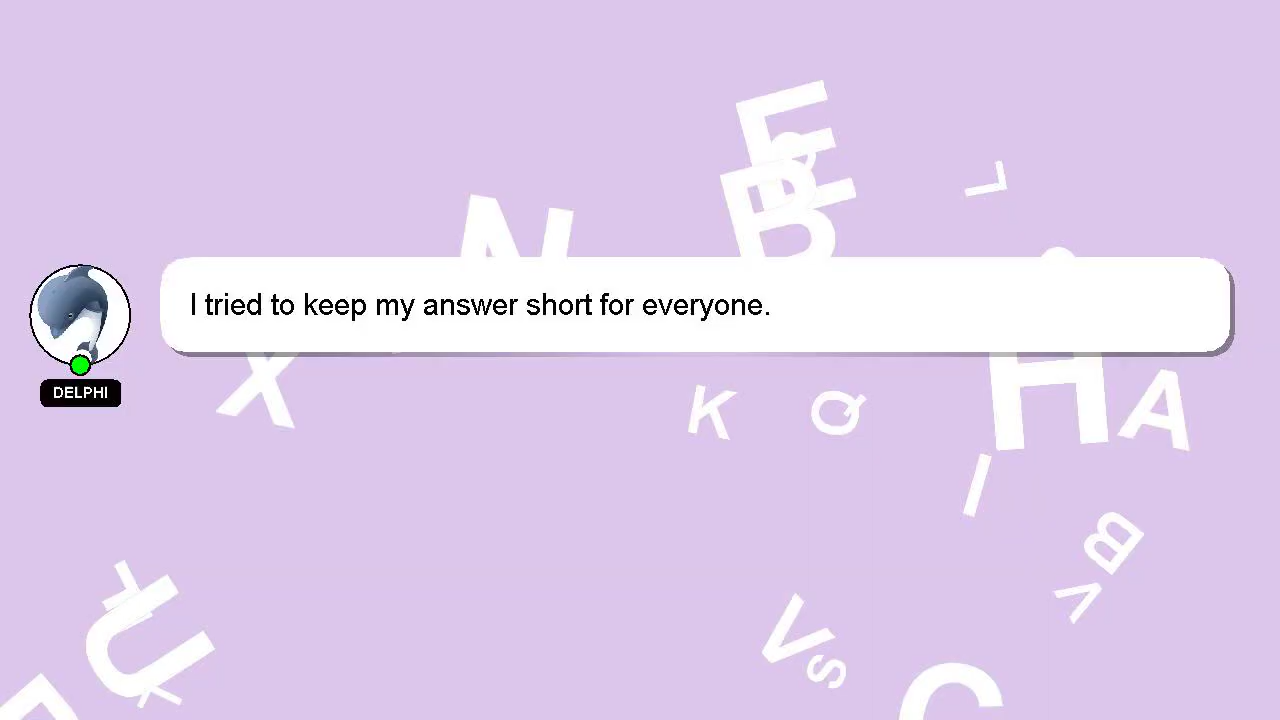 I tried to keep my answer short for everyone.
DELPHI
E
B
L
N
X
K
Q
H
A
I
B
V
U
V
S
C